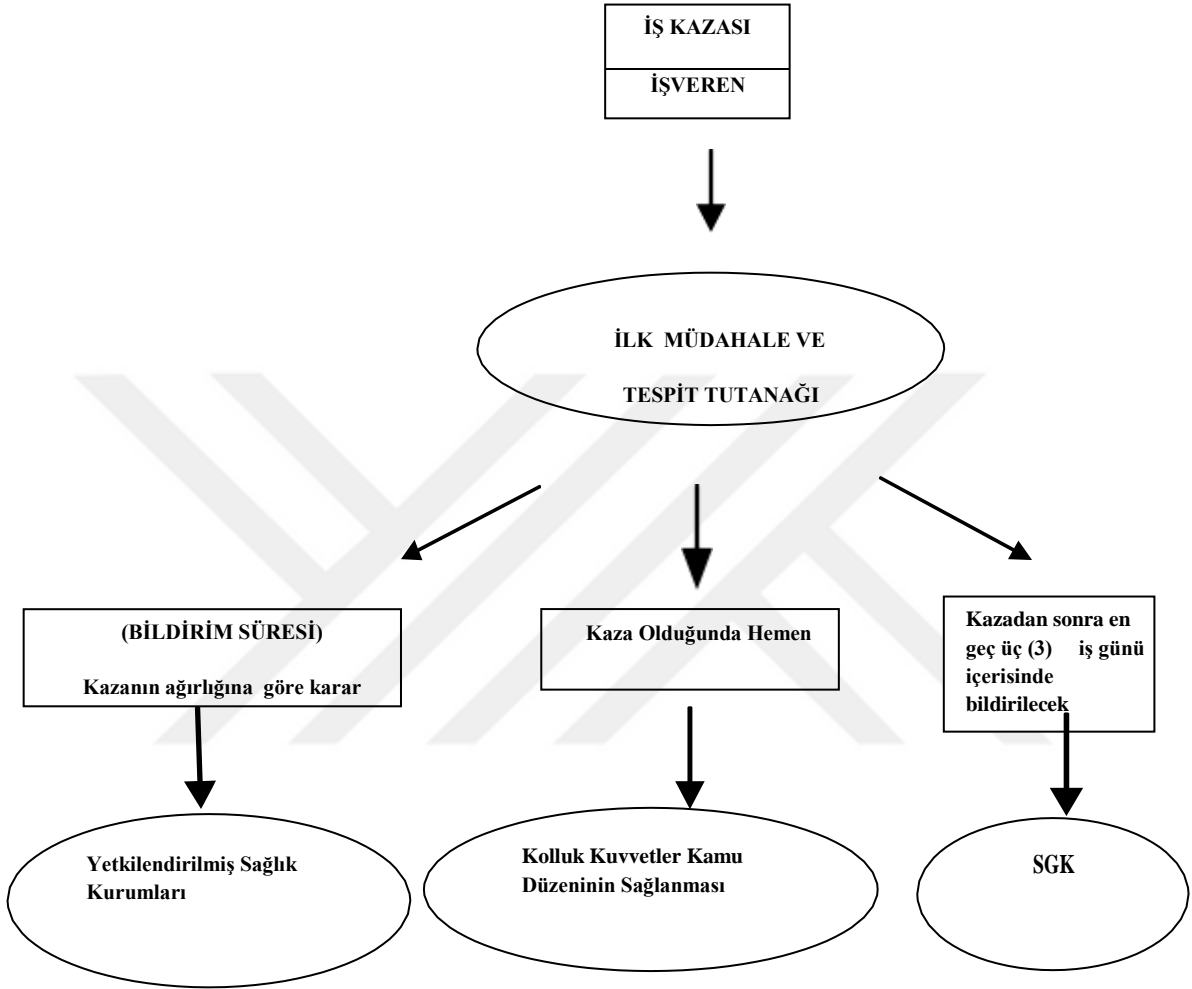 İŞ KAZASI
İŞVEREN
İLK MÜDAHALE VE
TESPİT TUTANAĞI
(BİLDİRİM SÜRESİ)
Kazanın ağırlığına göre karar
Kaza Olduğunda Hemen
Kazadan sonra en
geç üç (3) iş günü
içerisinde
bildirilecek
Yetkilendirilmiş Sağlık
Kurumları
Kolluk Kuvvetler Kamu
Düzeninin Sağlanması
SGK